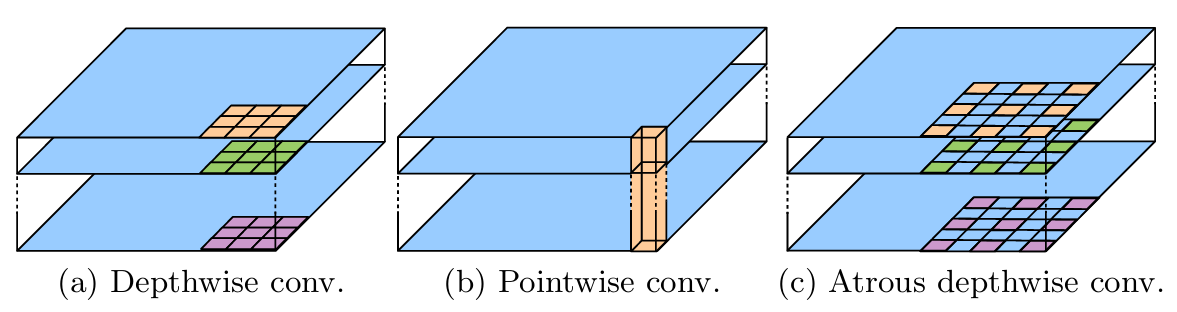 (a) Depthwise conv.
(b) Pointwise conv.
(c) Atrous depthwise conv.